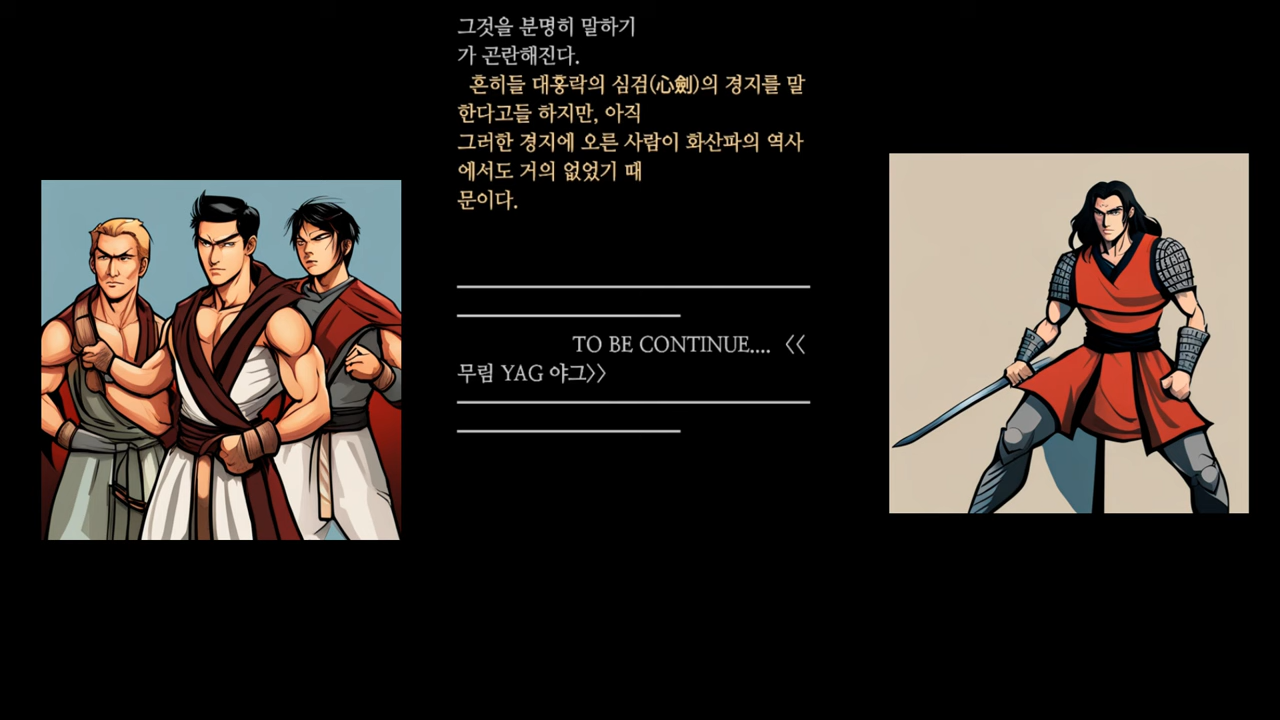 그것을 분명히 말하기
가 곤란해진다.
흔히들 대홍락의 심검(心劍)의 경지를 말
한다고들 하지만, 아직
그러한 경지에 오른 사람이 화산파의 역사
에서도 거의 없었기 때
문이다.
TO BE CONTINUE.... 《
무림 YAG 야그》